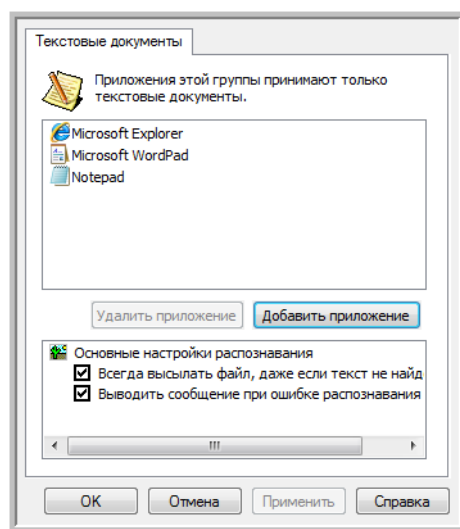 Текстовые документы
Приложения этой группы принимают только
текстовые документы.
Microsoft Explorer
Microsoft WordPad
Notepad
Удалить приложение
Добавить приложение
Основные настройки распознавания
Всегда высылать файл, даже если текст не найд
Выводить сообщение при ошибке распознавания
OK
Отмена
Применить
Справка